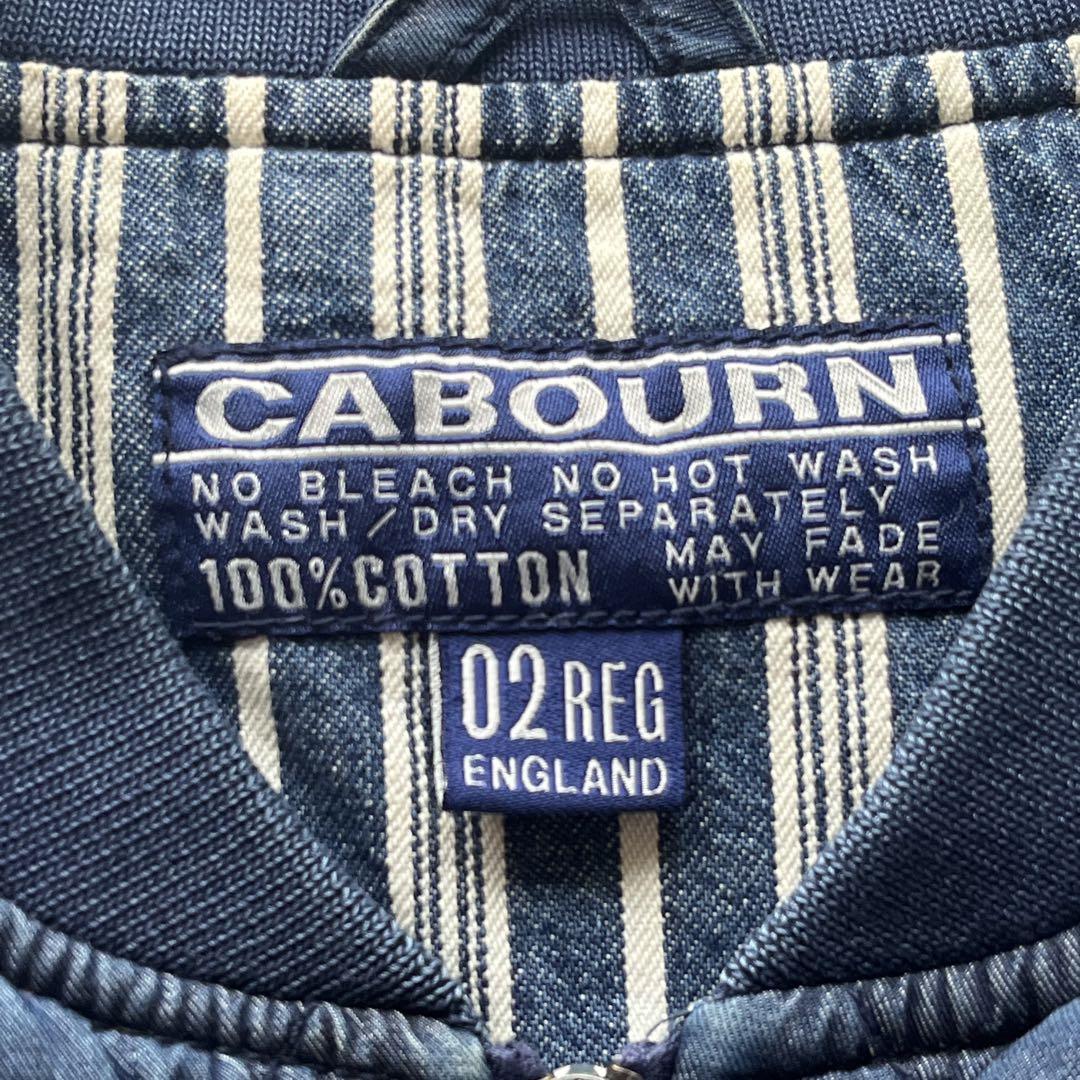 CABOURN
NO BLEACH NO HOT WASH
WASH / DRY SEPARATELY
100% COTTON MAY FADE
WITH WEAR
02 REG
ENGLAND